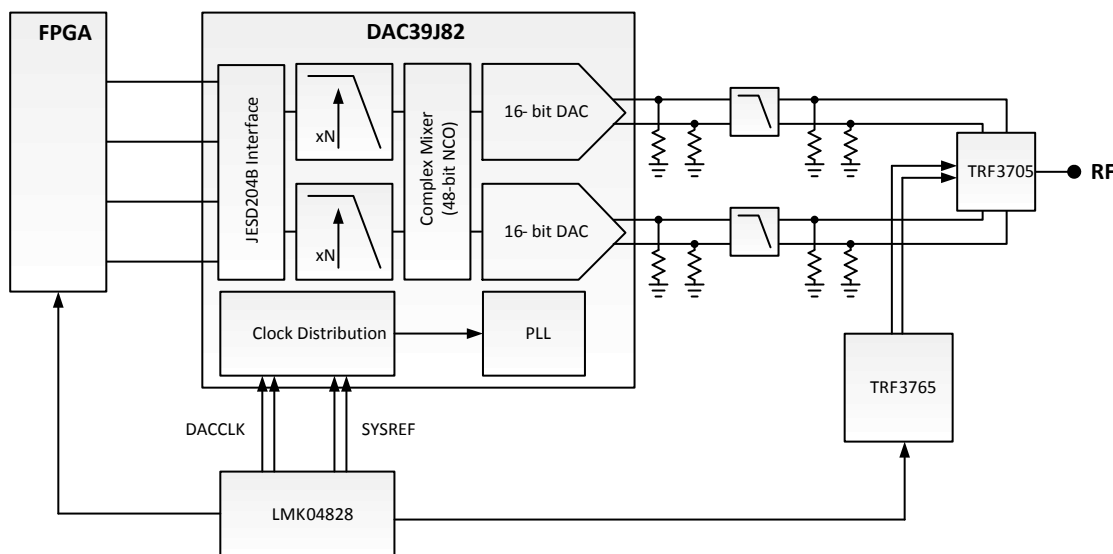 FPGA
DAC39J82
JESD204B Interface
xN
xN
Complex Mixer
(48-bit NCO)
16- bit DAC
16- bit DAC
TRF3705
RF
Clock Distribution
PLL
TRF3765
DACCLK
SYSREF
LMK04828